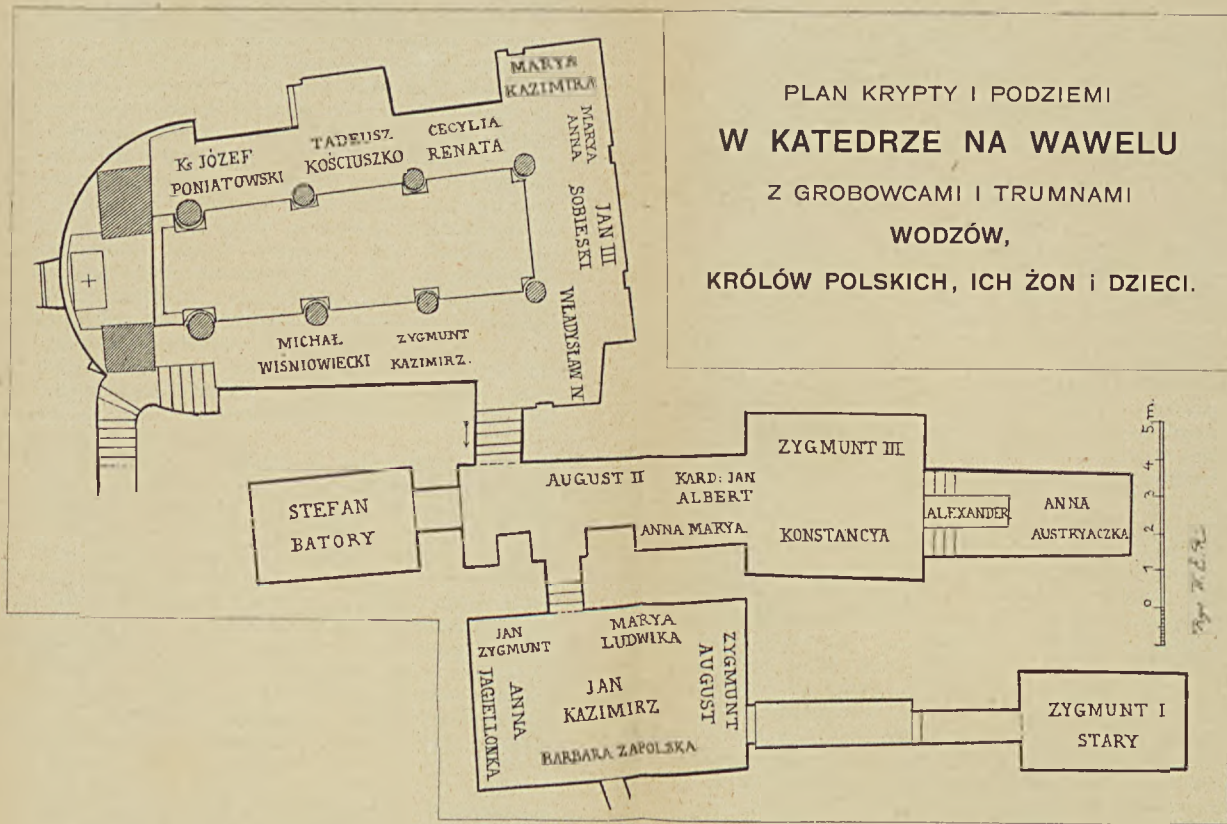 PLAN KRYPTY I PODZIEMI
W KATEDRZE NA WAWELU
Z GROBOWCAMI I TRUMNAMI
WODZÓW,
KRÓLÓW POLSKICH, ICH ŻON i DZIECI.
MARYA
KAZIMIRA
MARYA
ANNA
Ks JÓZEF
PONIATOWSKI
TADEUSZ
KOŚCIUSZKO
CECYLIA
RENATA
JAN III
SOBIESKI
WŁADYSŁAW IV
MICHAŁ
WISNIOWIECKI
ZYGMUNT
KAZIMIRZ.
STEFAN
BATORY
AUGUST II
KARD: JAN
ALBERT
ANNA MARYA
ZYGMUNT III
KONSTANCYA
ALEXANDER
ANNA
AUSTRYACZKA
5 m.
4
3
2
1
0
JAN
ZYGMUNT
MARYA
LUDWIKA
ANNA
JAGIELLONKA
JAN
KAZIMIRZ
ZYGMUNT
AUGUST
BARBARA ZAPOLSKA
ZYGMUNT I
STARY